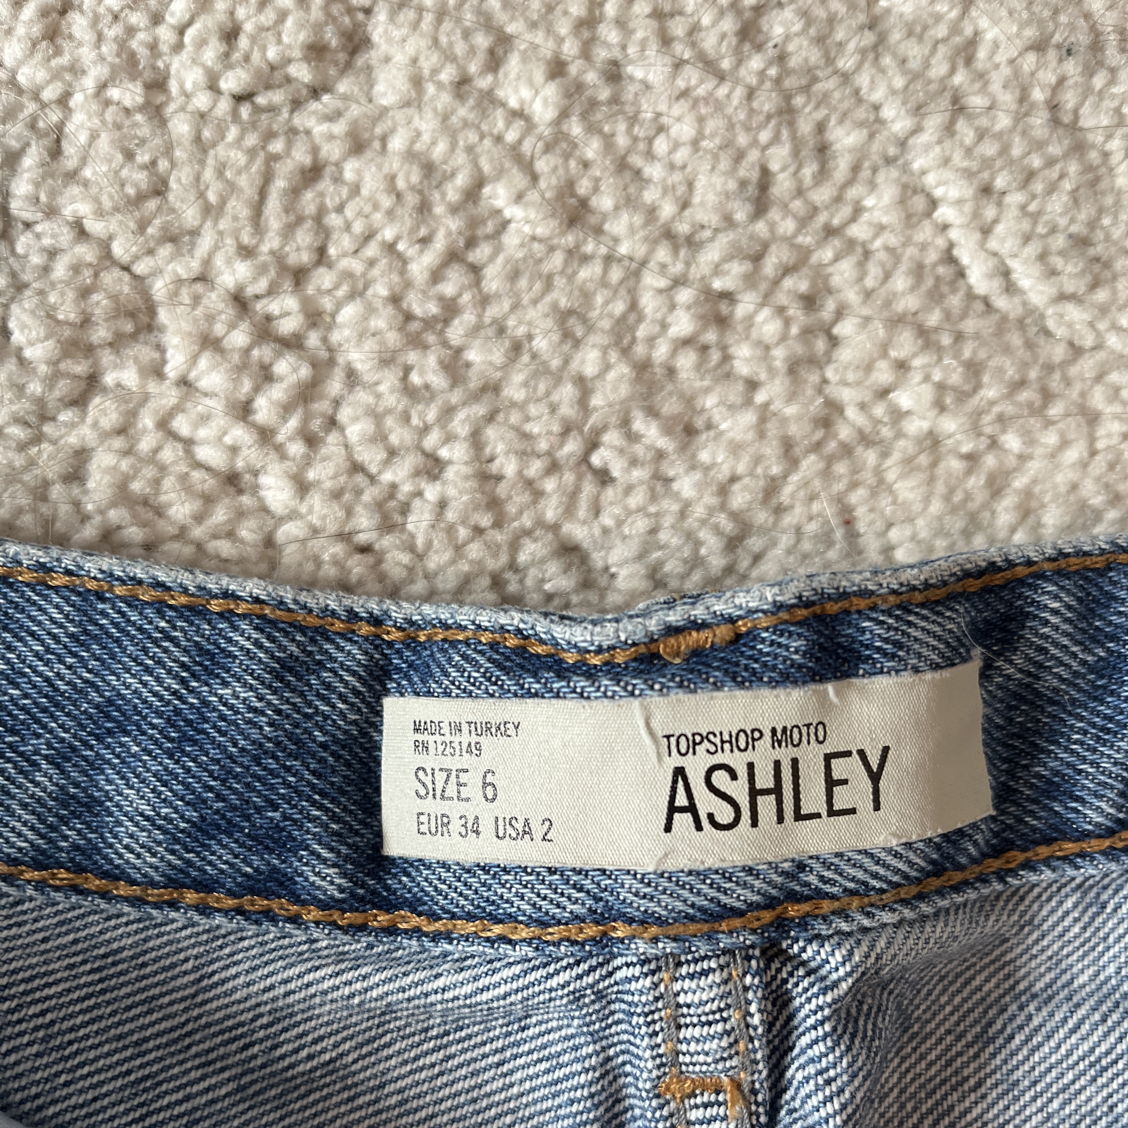 MADE IN TURKEY
RN 125149
SIZE 6
EUR 34 USA 2
TOPSHOP MOTO
ASHLEY